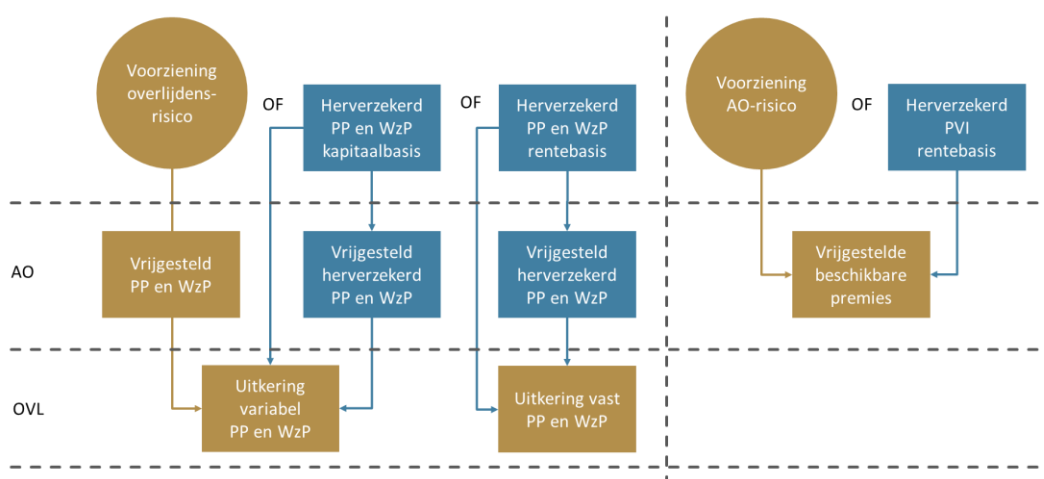 Voorziening
overlijdens-
risico
OF
Herverzekerd
PP en WzP
kapitaalbasis
OF
Herverzekerd
PP en WzP
rentebasis
Voorziening
AO-risico
OF
Herverzekerd
PVI
rentebasis
AO
Vrijgesteld
PP en WzP
Vrijgesteld
herverzekerd
PP en WzP
Vrijgesteld
herverzekerd
PP en WzP
Vrijgestelde
beschikbare
premies
OVL
Uitkering
variabel
PP en WzP
Uitkering vast
PP en WzP